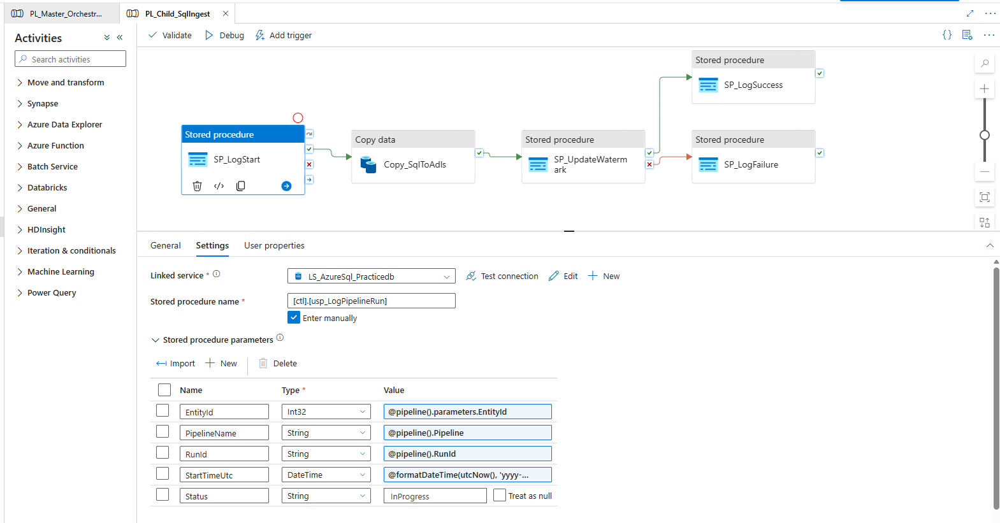 PL_Master_Orchestr...
PL_Child_SqlIngest
Activities
Search activities
Move and transform
Synapse
Azure Data Explorer
Azure Function
Batch Service
Databricks
General
HDInsight
Iteration & conditionals
Machine Learning
Power Query
Validate
Debug
Add trigger
Stored procedure
SP_LogStart
Copy data
Copy_SqlToAdls
Stored procedure
SP_UpdateWaterm
ark
Stored procedure
SP_LogSuccess
Stored procedure
SP_LogFailure
General
Settings
User properties
Linked service *
LS_AzureSql_Practicedb
Test connection
Edit
New
Stored procedure name *
[ctl].[usp_LogPipelineRun]
Enter manually
Stored procedure parameters
Import
New
Delete
Name Type * Value
EntityId Int32 @pipeline().parameters.EntityId
PipelineName String @pipeline().Pipeline
RunId String @pipeline().RunId
StartTimeUtc DateTime @formatDateTime(utcNow(), 'yyyy-...
Status String InProgress Treat as null